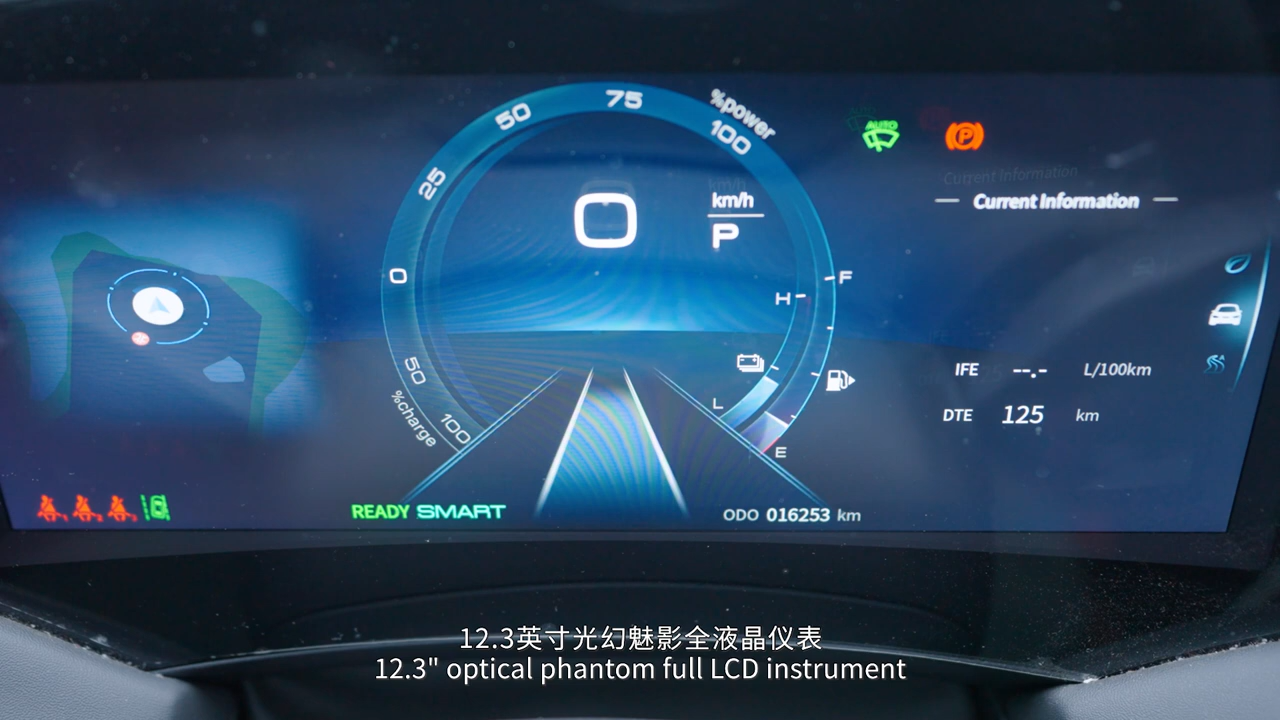 75
50
%power
100
25
AUTO
P
Current Information
km/h
0
P
0
F
H
IFE --.- L/100km
50
L
DTE 125 km
%charge
100
E
READY SMART
ODO 016253 km
12.3英寸光幻魅影全液晶仪表
12.3" optical phantom full LCD instrument